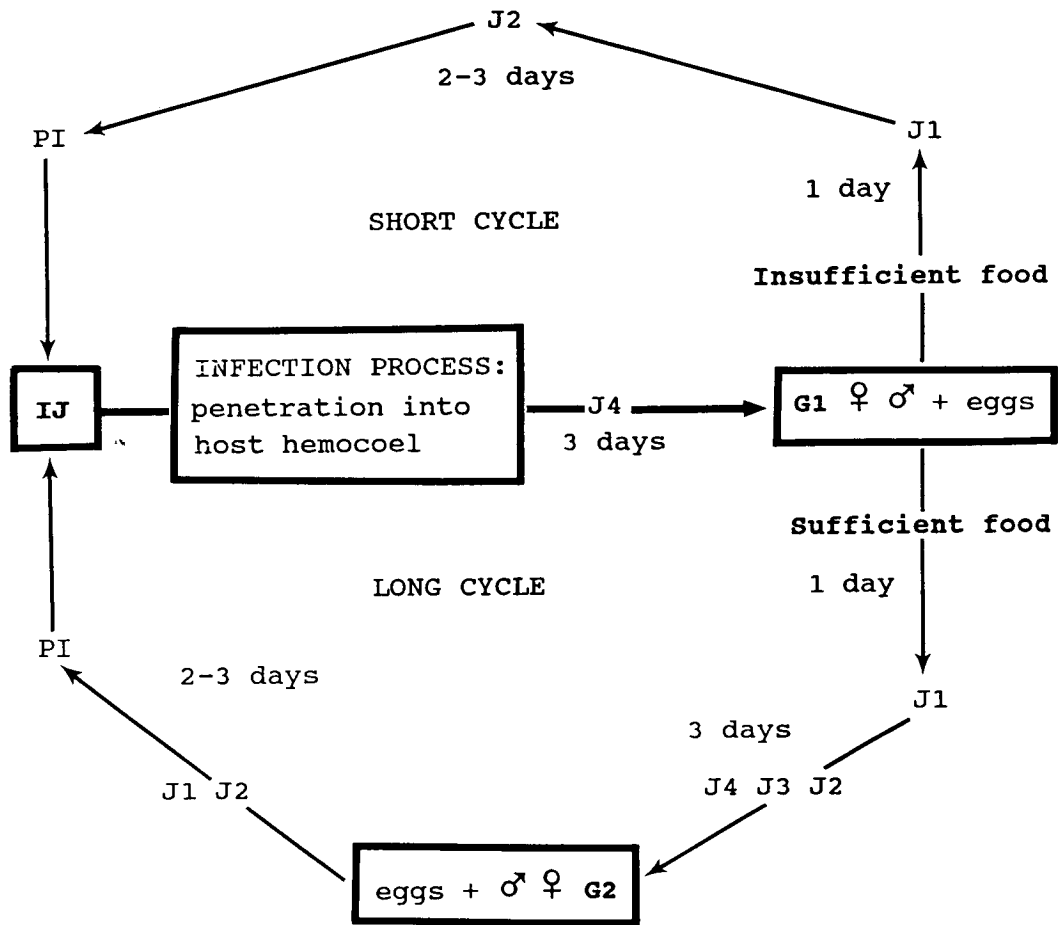 J2
2-3 days
PI
J1
1 day
SHORT CYCLE
Insufficient food
IJ
INFECTION PROCESS:
penetration into
host hemocoel
J4
3 days
G1 ♀ ♂ + eggs
Sufficient food
1 day
LONG CYCLE
PI
2-3 days
J1
3 days
J4 J3 J2
J1 J2
eggs + ♂ ♀ G2